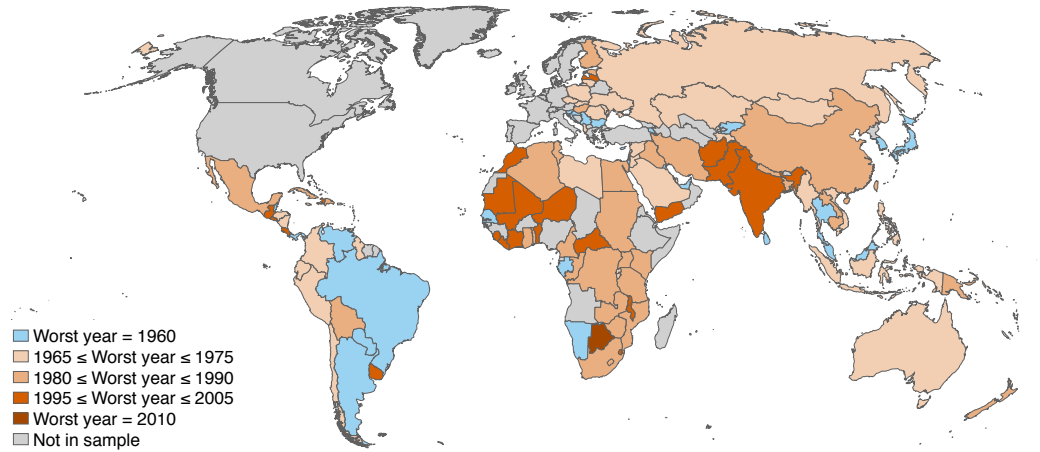 Worst year = 1960
1965 ≤ Worst year ≤ 1975
1980 ≤ Worst year ≤ 1990
1995 ≤ Worst year ≤ 2005
Worst year = 2010
Not in sample